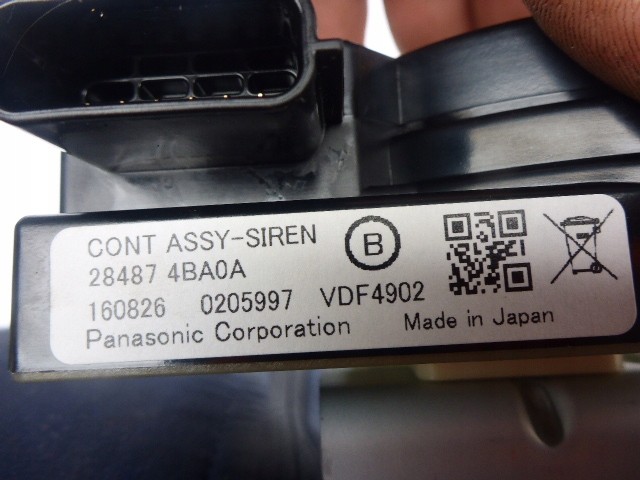 CONT ASSY-SIREN B
28487 4BA0A
160826 0205997 VDF4902
Panasonic Corporation Made in Japan